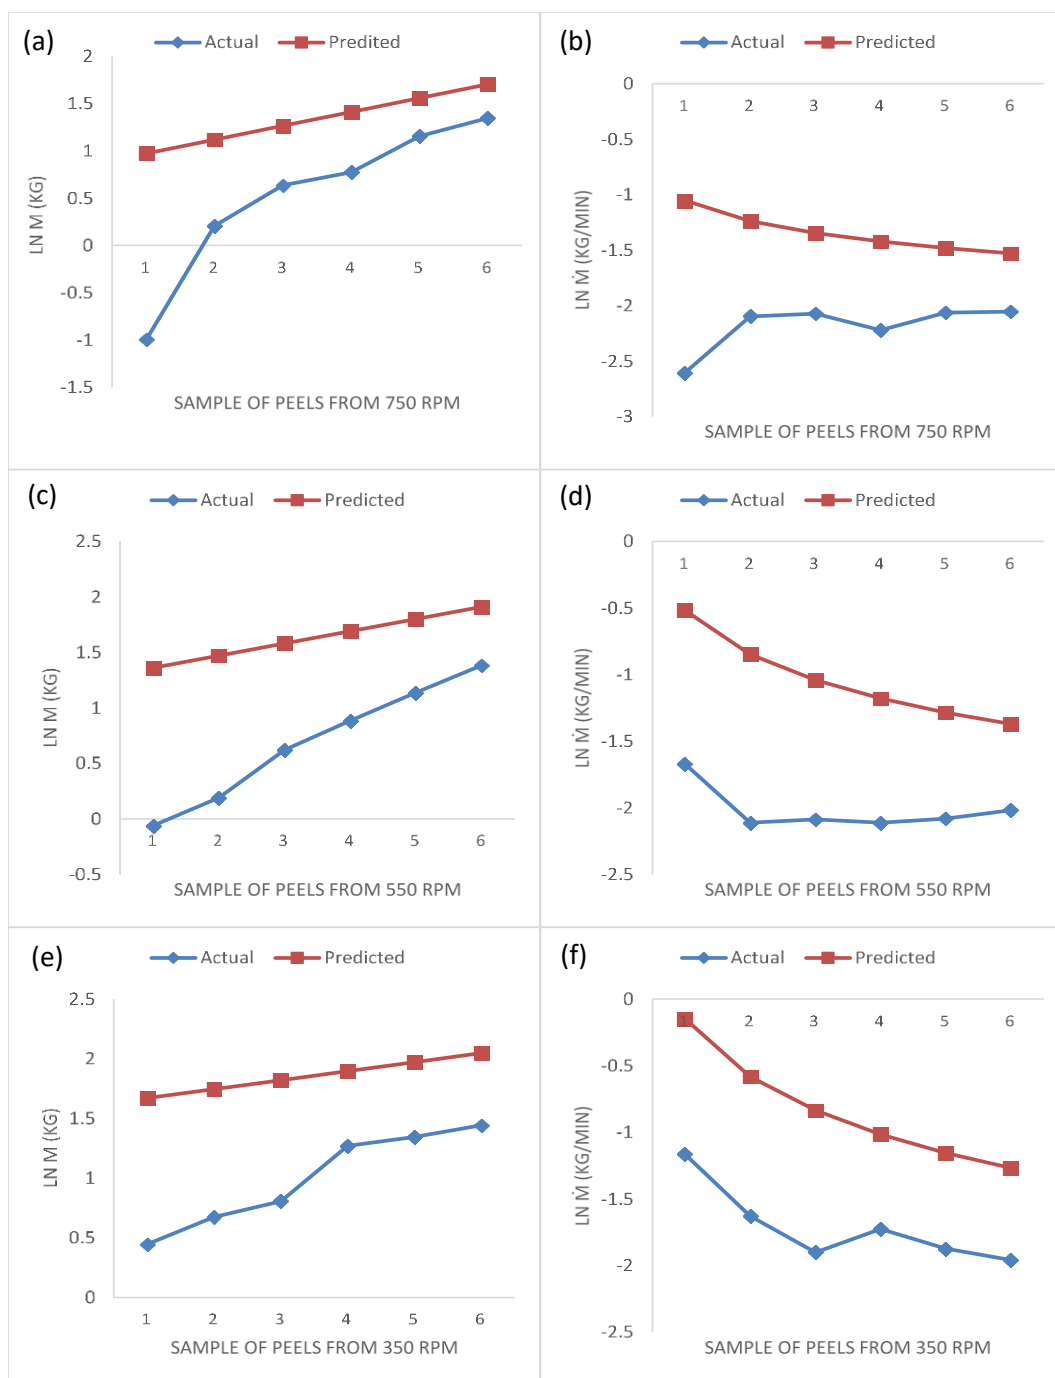 (a)
Actual Predited
2
1.5
1
0.5
0
-0.5
-1
-1.5
1 2 3 4 5 6
LN M (KG)
SAMPLE OF PEELS FROM 750 RPM
(b)
Actual Predicted
0
-0.5
-1
-1.5
-2
-2.5
-3
1 2 3 4 5 6
LN Ṁ (KG/MIN)
SAMPLE OF PEELS FROM 750 RPM
(c)
Actual Predicted
2.5
2
1.5
1
0.5
0
-0.5
1 2 3 4 5 6
LN M (KG)
SAMPLE OF PEELS FROM 550 RPM
(d)
Actual Predicted
0
-0.5
-1
-1.5
-2
-2.5
1 2 3 4 5 6
LN Ṁ (KG/MIN)
SAMPLE OF PEELS FROM 550 RPM
(e)
Actual Predicted
2.5
2
1.5
1
0.5
0
1 2 3 4 5 6
LN M (KG)
SAMPLE OF PEELS FROM 350 RPM
(f)
Actual Predicted
0
-0.5
-1
-1.5
-2
-2.5
1 2 3 4 5 6
LN Ṁ (KG/MIN)
SAMPLE OF PEELS FROM 350 RPM